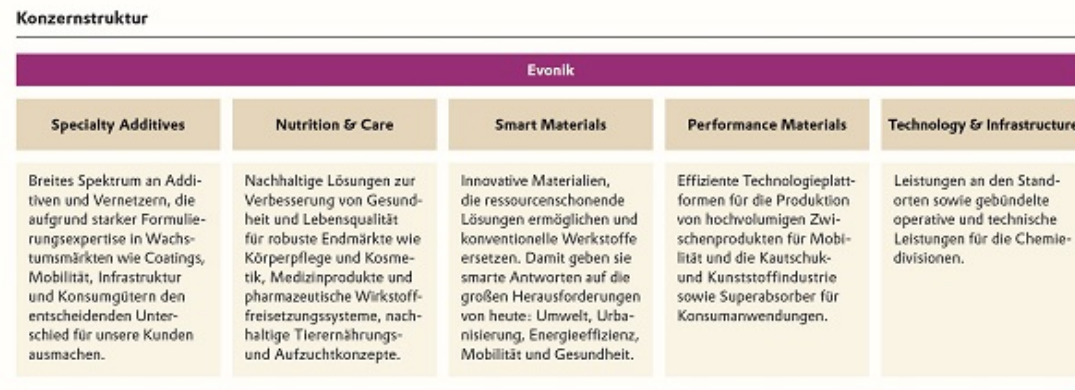 Konzernstruktur
Evonik
Specialty Additives
Breites Spektrum an Addi-
tiven und Vernetzern, die
aufgrund starker Formulie-
rungsexpertise in Wachs-
tumsmärkten wie Coatings,
Mobilität, Infrastruktur
und Konsumgütern den
entscheidenden Unter-
schied für unsere Kunden
ausmachen.
Nutrition & Care
Nachhaltige Lösungen zur
Verbesserung von Gesund-
heit und Lebensqualität
für robuste Endmärkte wie
Körperpflege und Kosme-
tik, Medizinprodukte und
pharmazeutische Wirkstoff-
freisetzungssysteme, nach-
haltige Tierernährungs-
und Aufzuchtkonzepte.
Smart Materials
Innovative Materialien,
die ressourcenschonende
Lösungen ermöglichen und
konventionelle Werkstoffe
ersetzen. Damit geben sie
smarte Antworten auf die
großen Herausforderungen
von heute: Umwelt, Urba-
nisierung, Energieeffizienz,
Mobilität und Gesundheit.
Performance Materials
Effiziente Technologieplatt-
formen für die Produktion
von hochvolumigen Zwi-
schenprodukten für Mobi-
lität und die Kautschuk-
und Kunststoffindustrie
sowie Superabsorber für
Konsumanwendungen.
Technology & Infrastructure
Leistungen an den Stand-
orten sowie gebündelte
operative und technische
Leistungen für die Chemie-
divisionen.